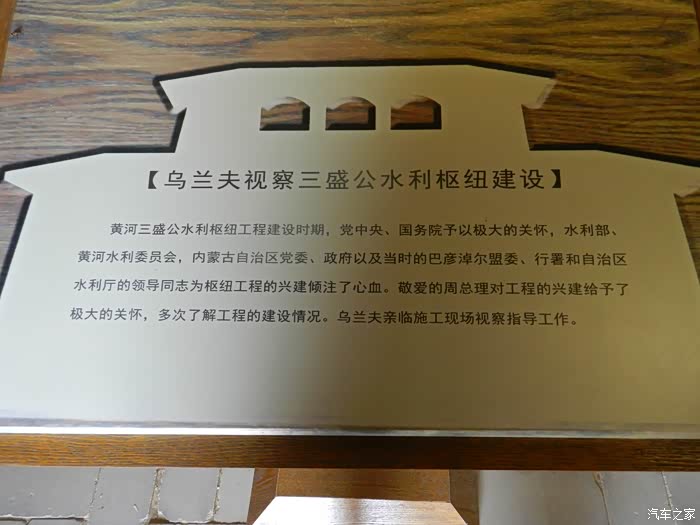 【乌兰夫视察三盛公水利枢纽建设】
黄河三盛公水利枢纽工程建设时期，党中央、国务院予以极大的关怀，水利部、
黄河水利委员会，内蒙古自治区党委、政府以及当时的巴彦淖尔盟委、行署和自治区
水利厅的领导同志为枢纽工程的兴建倾注了心血。敬爱的周总理对工程的兴建给予了
极大的关怀，多次了解工程的建设情况。乌兰夫亲临施工现场视察指导工作。
汽车之家